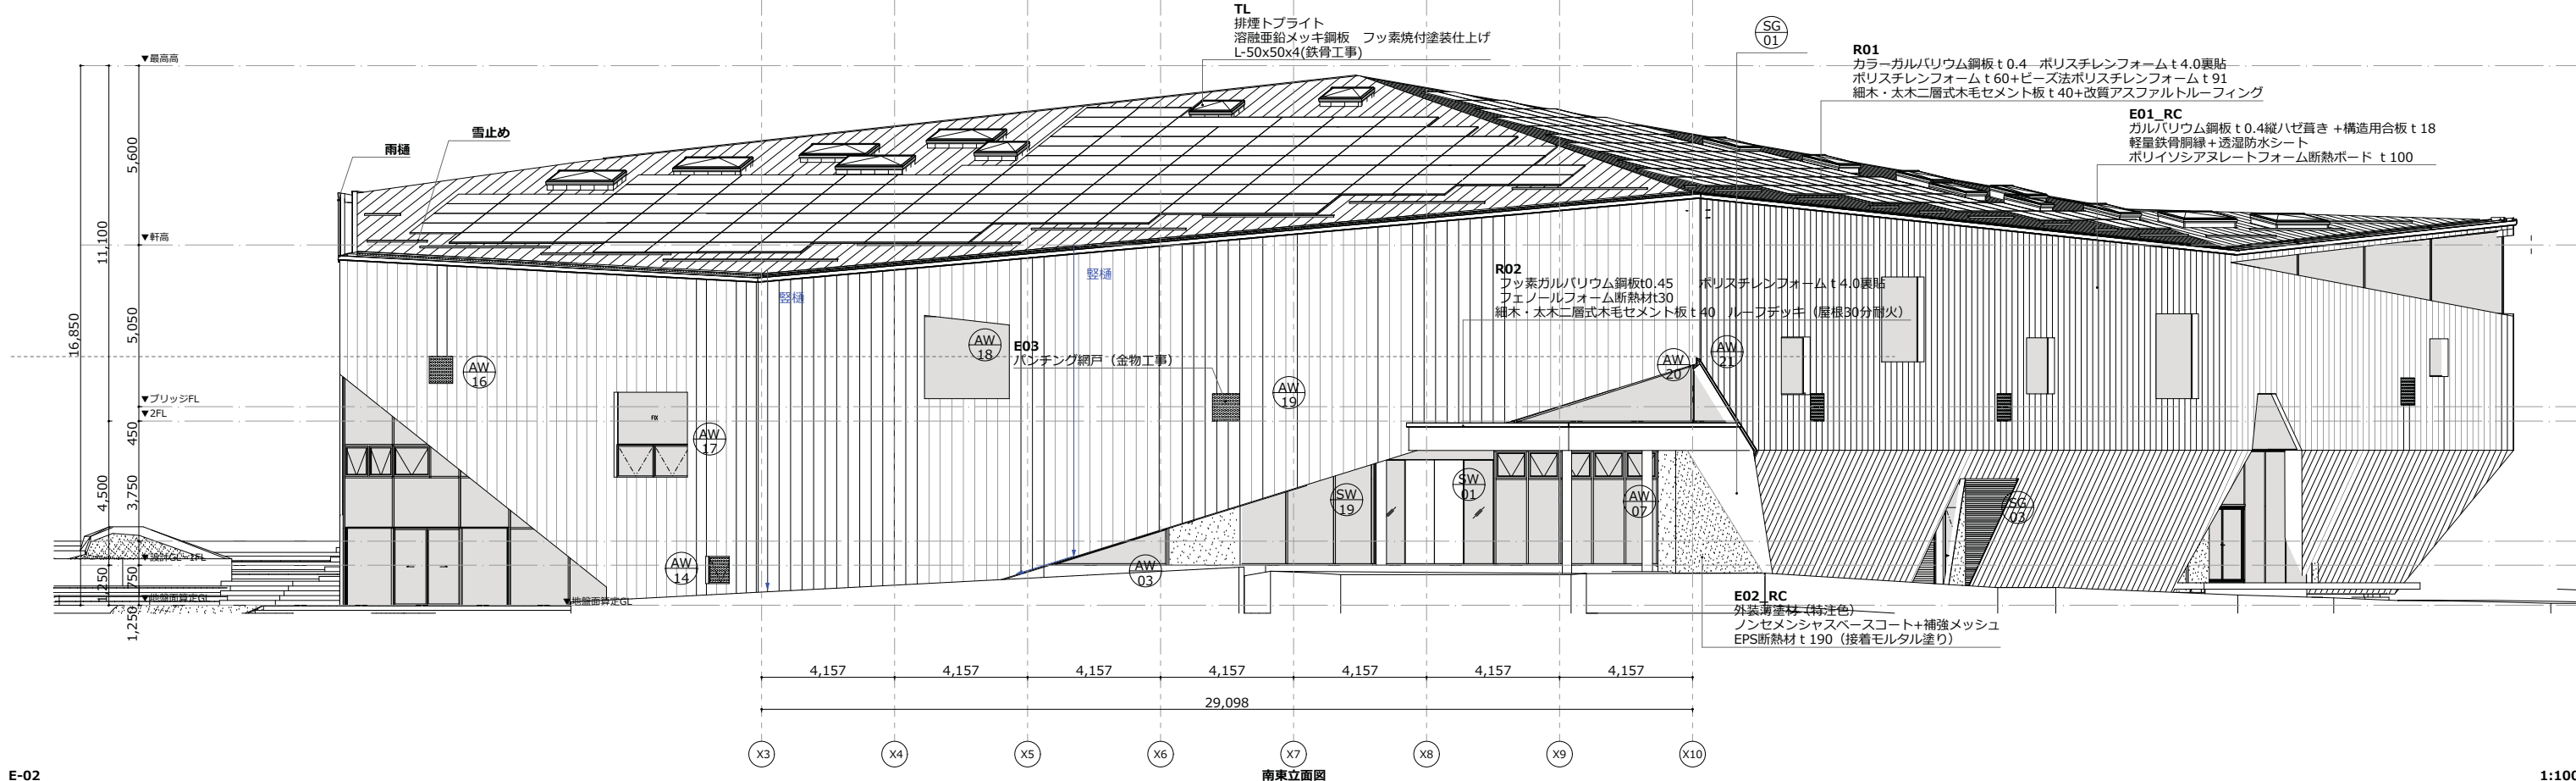 TL
排煙トプライト
溶融亜鉛メッキ鋼板　フッ素焼付塗装仕上げ
L-50x50x4(鉄骨工事)
SG
01
R01
カラーガルバリウム鋼板 t 0.4　ポリスチレンフォーム t 4.0裏貼
ポリスチレンフォーム t 60+ビーズ法ポリスチレンフォーム t 91
細木・太木二層式木毛セメント板 t 40+改質アスファルトルーフィング
E01_RC
ガルバリウム鋼板 t 0.4縦ハゼ葺き +構造用合板 t 18
軽量鉄骨胴縁+透湿防水シート
ポリイソシアヌレートフォーム断熱ボード t 100
▼最高高
雪止め
雨樋
5,600
11,100
▼軒高
竪樋
竪樋
R02
フッ素ガルバリウム鋼板t0.45　ポリスチレンフォーム t 4.0裏貼
フェノールフォーム断熱材t30
細木・太木二層式木毛セメント板 t 40　ルーフデッキ（屋根30分耐火）
16,850
5,050
AW
18
E03
パンチング網戸（金物工事）
AW
21
AW
20
AW
16
AW
19
▼ブリッジFL
▼2FL
FIX
450
AW
17
4,500
3,750
SW
19
SW
01
AW
07
SG
03
▼設計GL=1FL
1,250
750
AW
14
AW
03
▼地盤面算定GL
▼地盤面算定GL
1,250
E02_RC
外装薄塗材（特注色）
ノンセメンシャスベースコート+補強メッシュ
EPS断熱材 t 190（接着モルタル塗り）
4,157
4,157
4,157
4,157
4,157
4,157
4,157
29,098
X3
X4
X5
X6
X7
X8
X9
X10
E-02
南東立面図
1:100